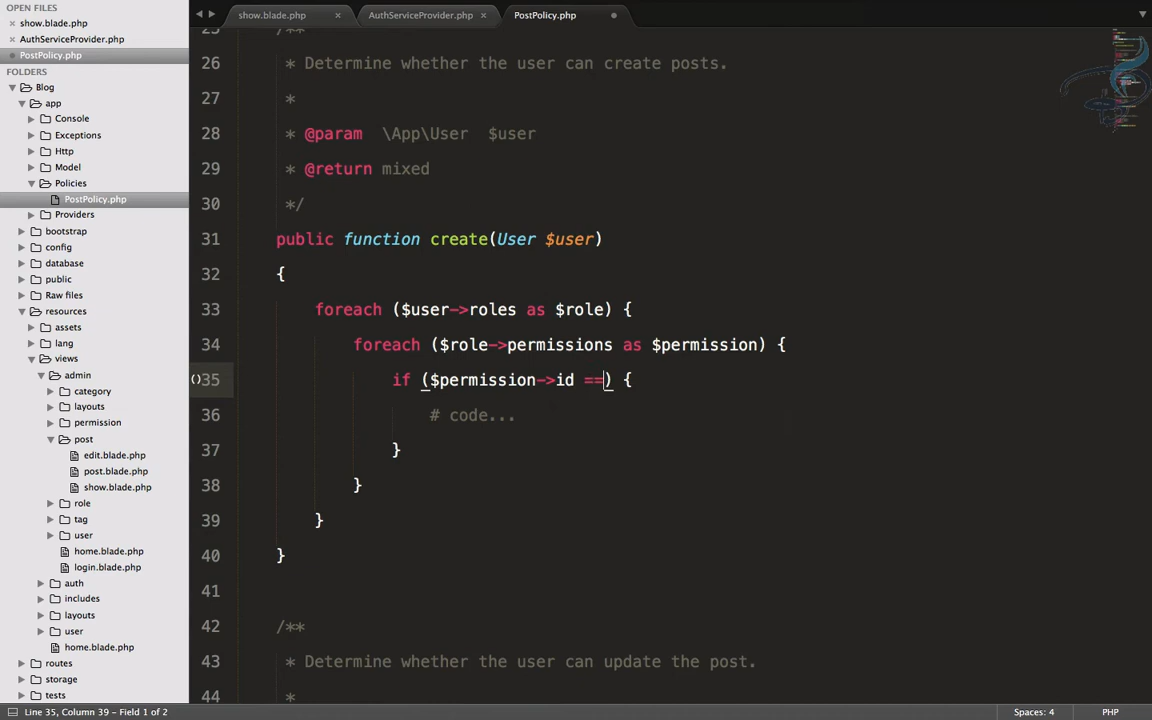 OPEN FILES
show.blade.php
AuthServiceProvider.php
PostPolicy.php
FOLDERS
Blog
app
Console
Exceptions
Http
Model
Policies
PostPolicy.php
Providers
bootstrap
config
database
public
Raw files
resources
assets
lang
views
admin
category
layouts
permission
post
edit.blade.php
post.blade.php
show.blade.php
role
tag
user
home.blade.php
login.blade.php
auth
includes
layouts
user
home.blade.php
routes
storage
tests
show.blade.php × AuthServiceProvider.php × PostPolicy.php
25 /**
26 * Determine whether the user can create posts.
27 *
28 * @param \App\User $user
29 * @return mixed
30 */
31 public function create(User $user)
32 {
33 foreach ($user->roles as $role) {
34 foreach ($role->permissions as $permission) {
35 if ($permission->id ==) {
36 # code...
37 }
38 }
39 }
40 }
41
42 /**
43 * Determine whether the user can update the post.
44 *
Line 35, Column 39 - Field 1 of 2 Spaces: 4 PHP